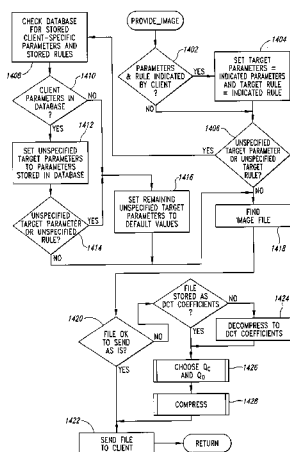 PROVIDE_IMAGE
1402
PARAMETERS
& RULE INDICATED
BY CLIENT
?
YES
NO
1404
SET TARGET
PARAMETERS =
INDICATED PARAMETERS
AND TARGET RULE
= INDICATED RULE
1406
UNSPECIFIED
TARGET PARAMETER
OR UNSPECIFIED
TARGET
RULE?
YES
NO
CHECK DATABASE
FOR STORED
CLIENT-SPECIFIC
PARAMETERS AND
STORED RULES
1408
1410
CLIENT
PARAMETERS IN
DATABASE
?
NO
YES
1412
SET UNSPECIFIED
TARGET PARAMETERS
TO PARAMETERS
STORED IN DATABASE
UNSPECIFIED
TARGET PARAMETER
OR UNSPECIFIED
RULE?
1414
YES
NO
1416
SET REMAINING
UNSPECIFIED TARGET
PARAMETERS TO
DEFAULT VALUES
FIND
IMAGE FILE
1418
1420
FILE OK
TO SEND
AS IS?
NO
YES
FILE
STORED AS
DCT COEFFICIENTS
?
NO
YES
1424
DECOMPRESS TO
DCT COEFFICIENTS
CHOOSE QC
AND QD
1426
COMPRESS
1428
1422
SEND FILE
TO CLIENT
RETURN